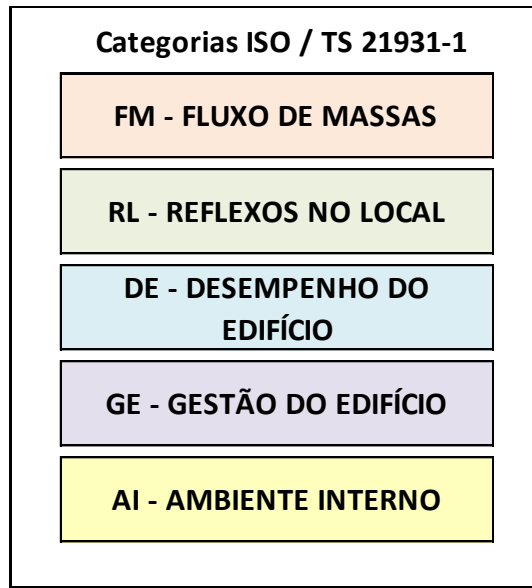 Categorias ISO / TS 21931-1
FM - FLUXO DE MASSAS
RL - REFLEXOS NO LOCAL
DE - DESEMPENHO DO
EDIFÍCIO
GE - GESTÃO DO EDIFÍCIO
AI - AMBIENTE INTERNO